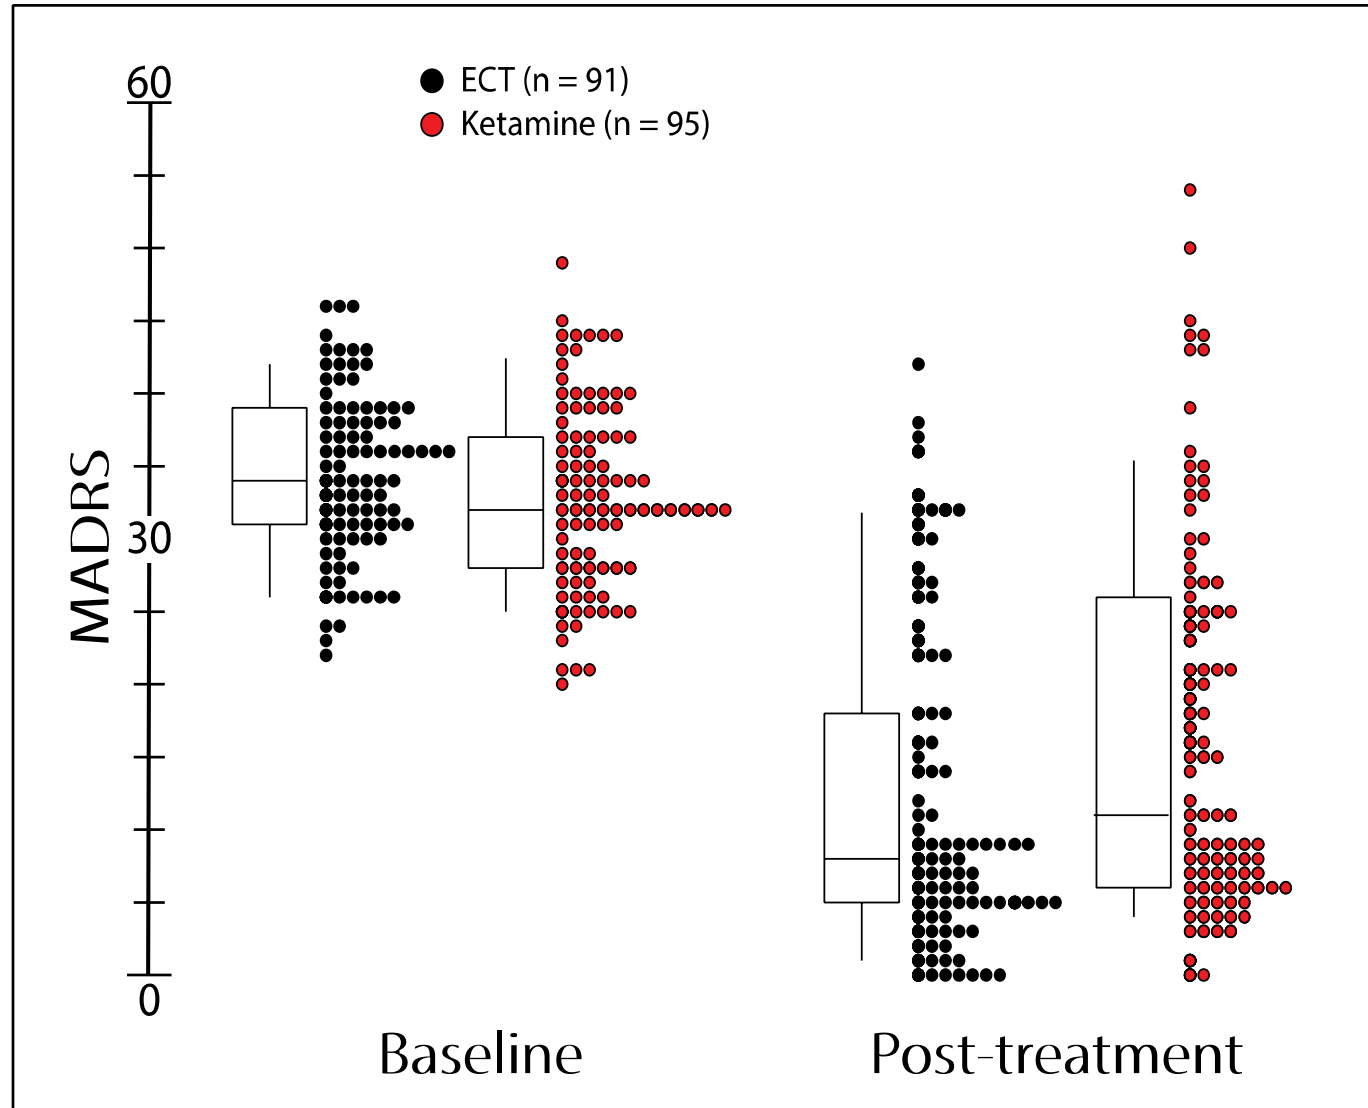 60
ECT (n = 91)
Ketamine (n = 95)
MADRS
30
0
Baseline
Post-treatment